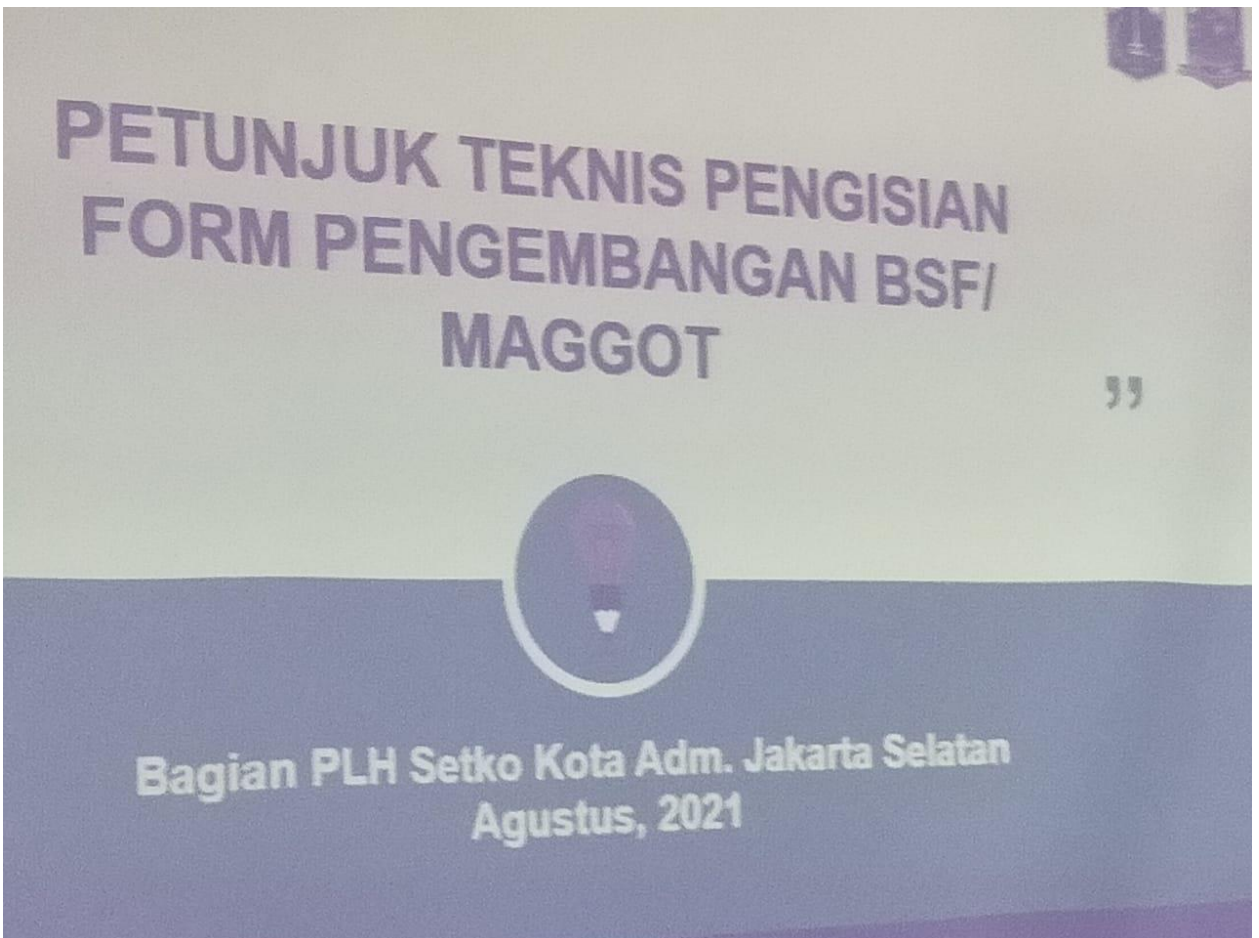 PETUNJUK TEKNIS PENGISIAN
FORM PENGEMBANGAN BSF/
MAGGOT
”
Bagian PLH Setko Kota Adm. Jakarta Selatan
Agustus, 2021